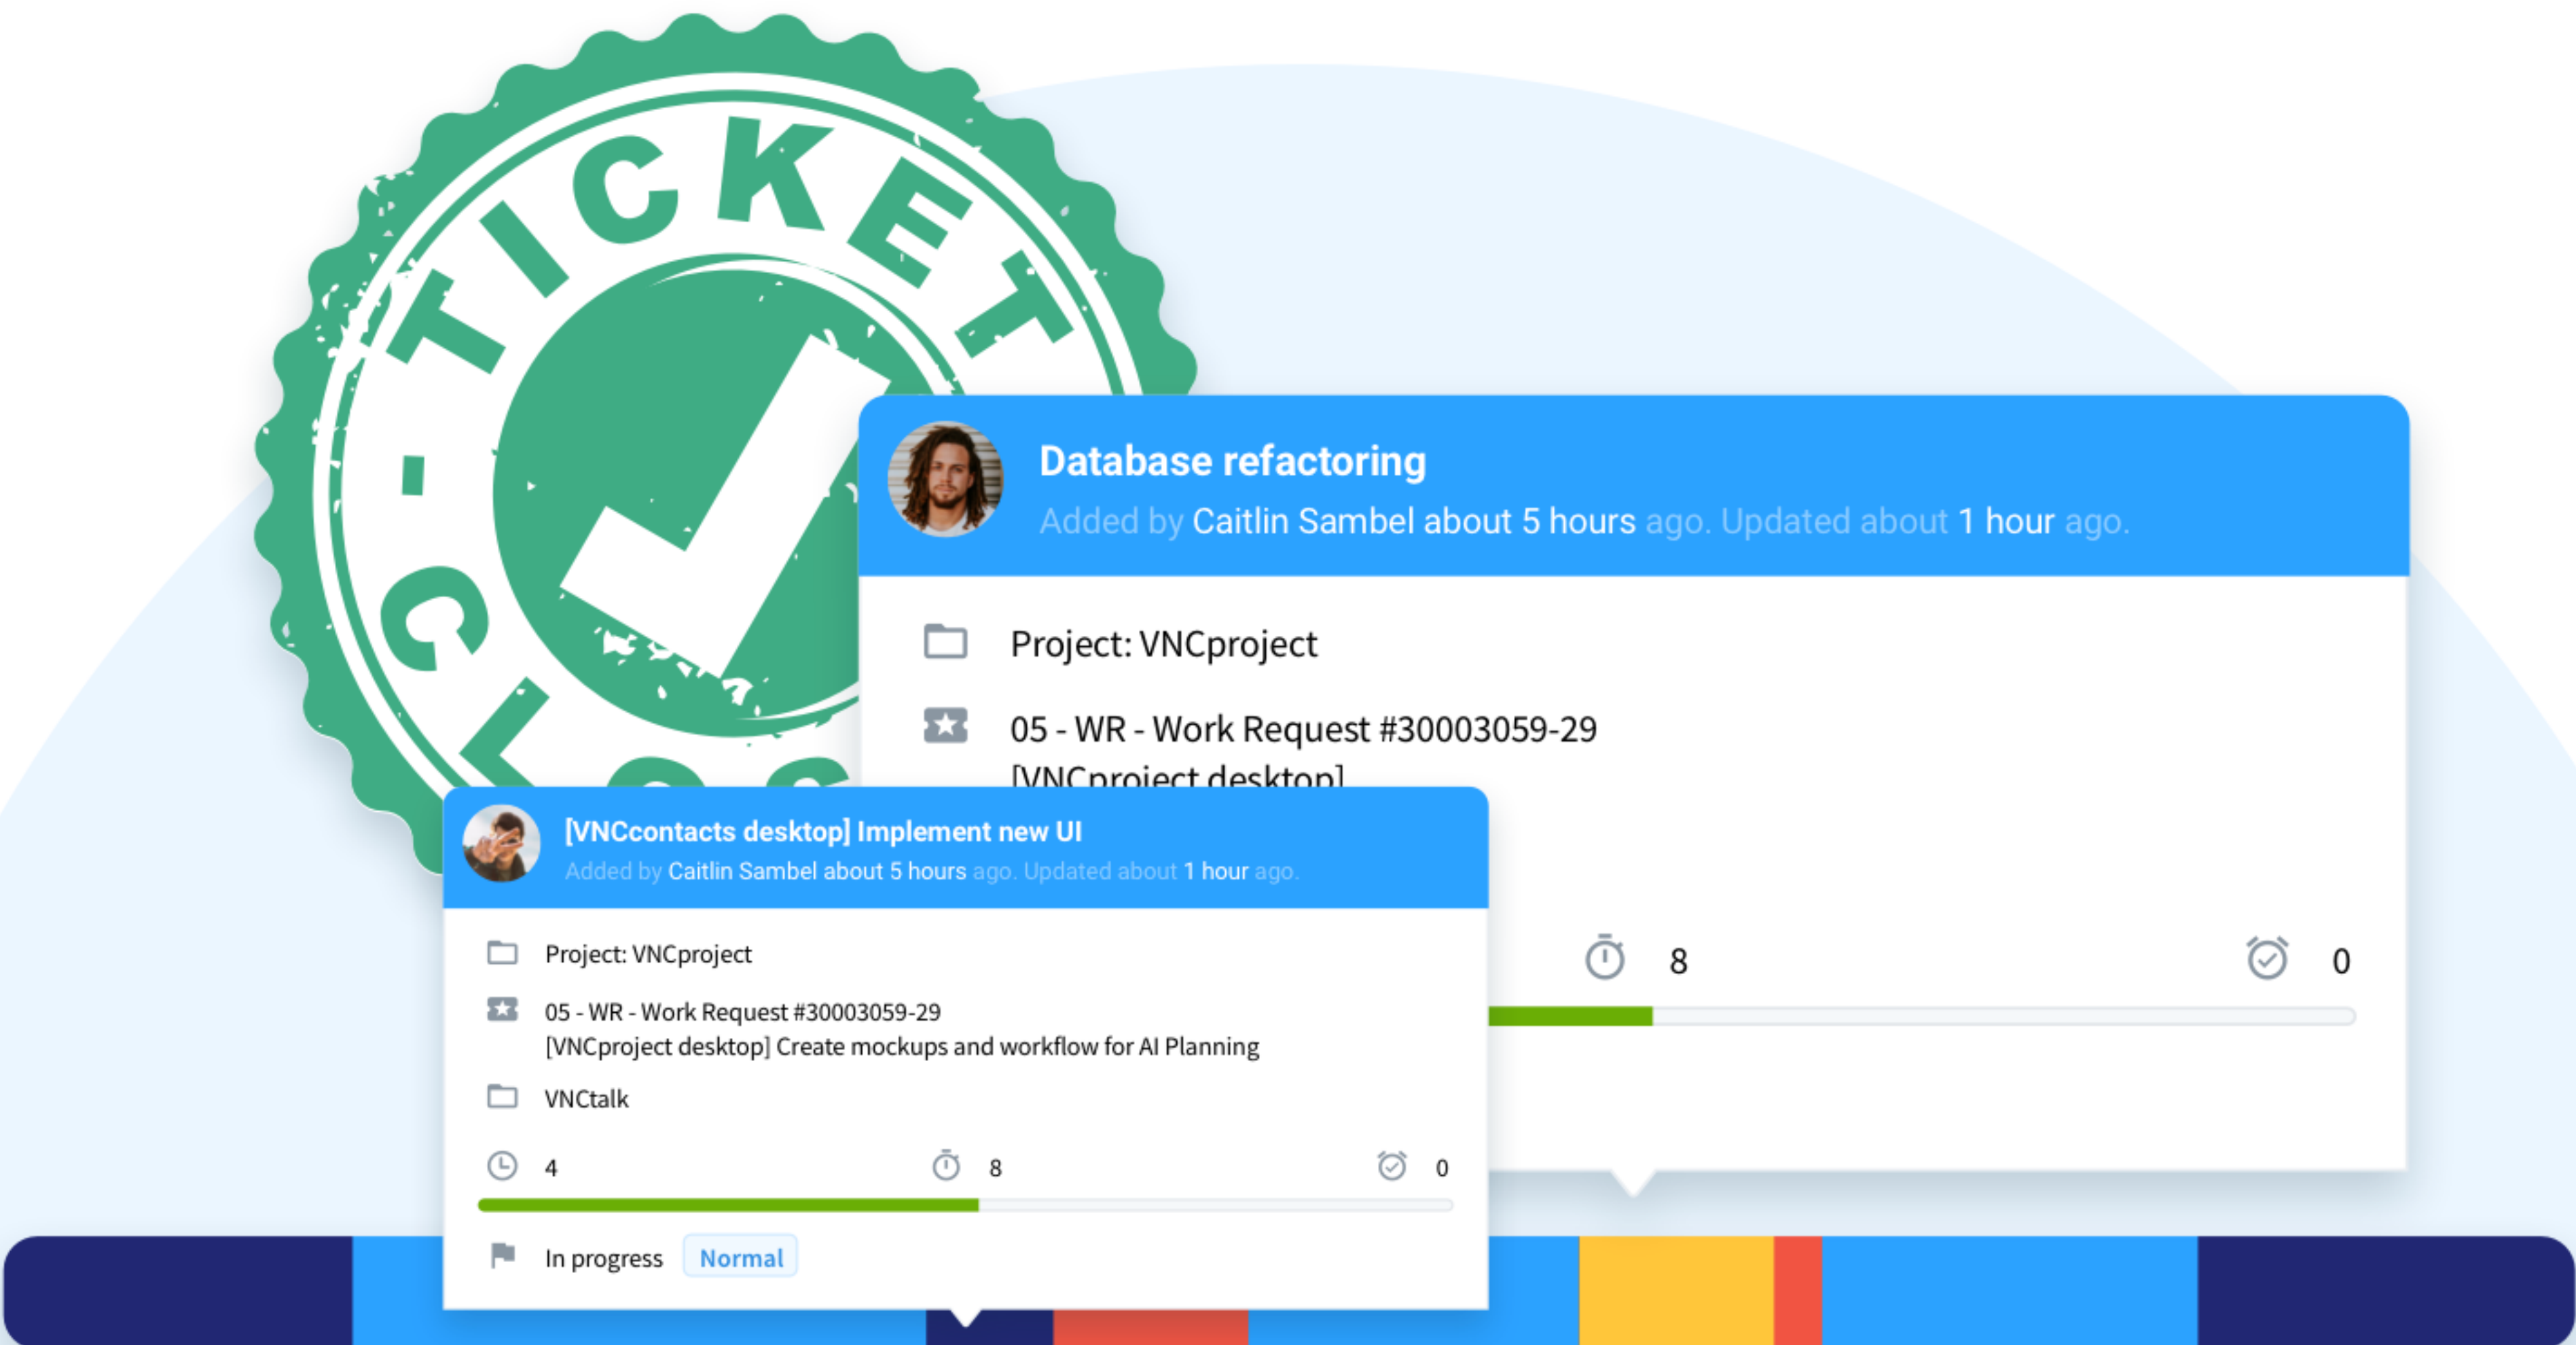 TICKET - CLOS
Database refactoring
Added by Caitlin Sambel about 5 hours ago. Updated about 1 hour ago.
Project: VNCproject
05 - WR - Work Request #30003059-29
[VNCproject desktop]
8
0
[VNCcontacts desktop] Implement new UI
Added by Caitlin Sambel about 5 hours ago. Updated about 1 hour ago.
Project: VNCproject
05 - WR - Work Request #30003059-29
[VNCproject desktop] Create mockups and workflow for AI Planning
VNCtalk
4
8
0
In progress Normal